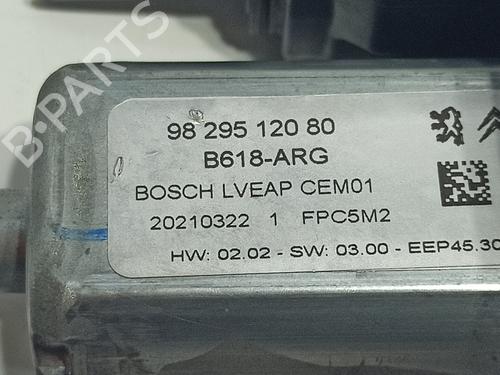 98 295 120 80
B618-ARG
BOSCH LVEAP CEM01
20210322 1 FPC5M2
HW: 02.02 - SW: 03.00 - EEP45.30
B-PARTS